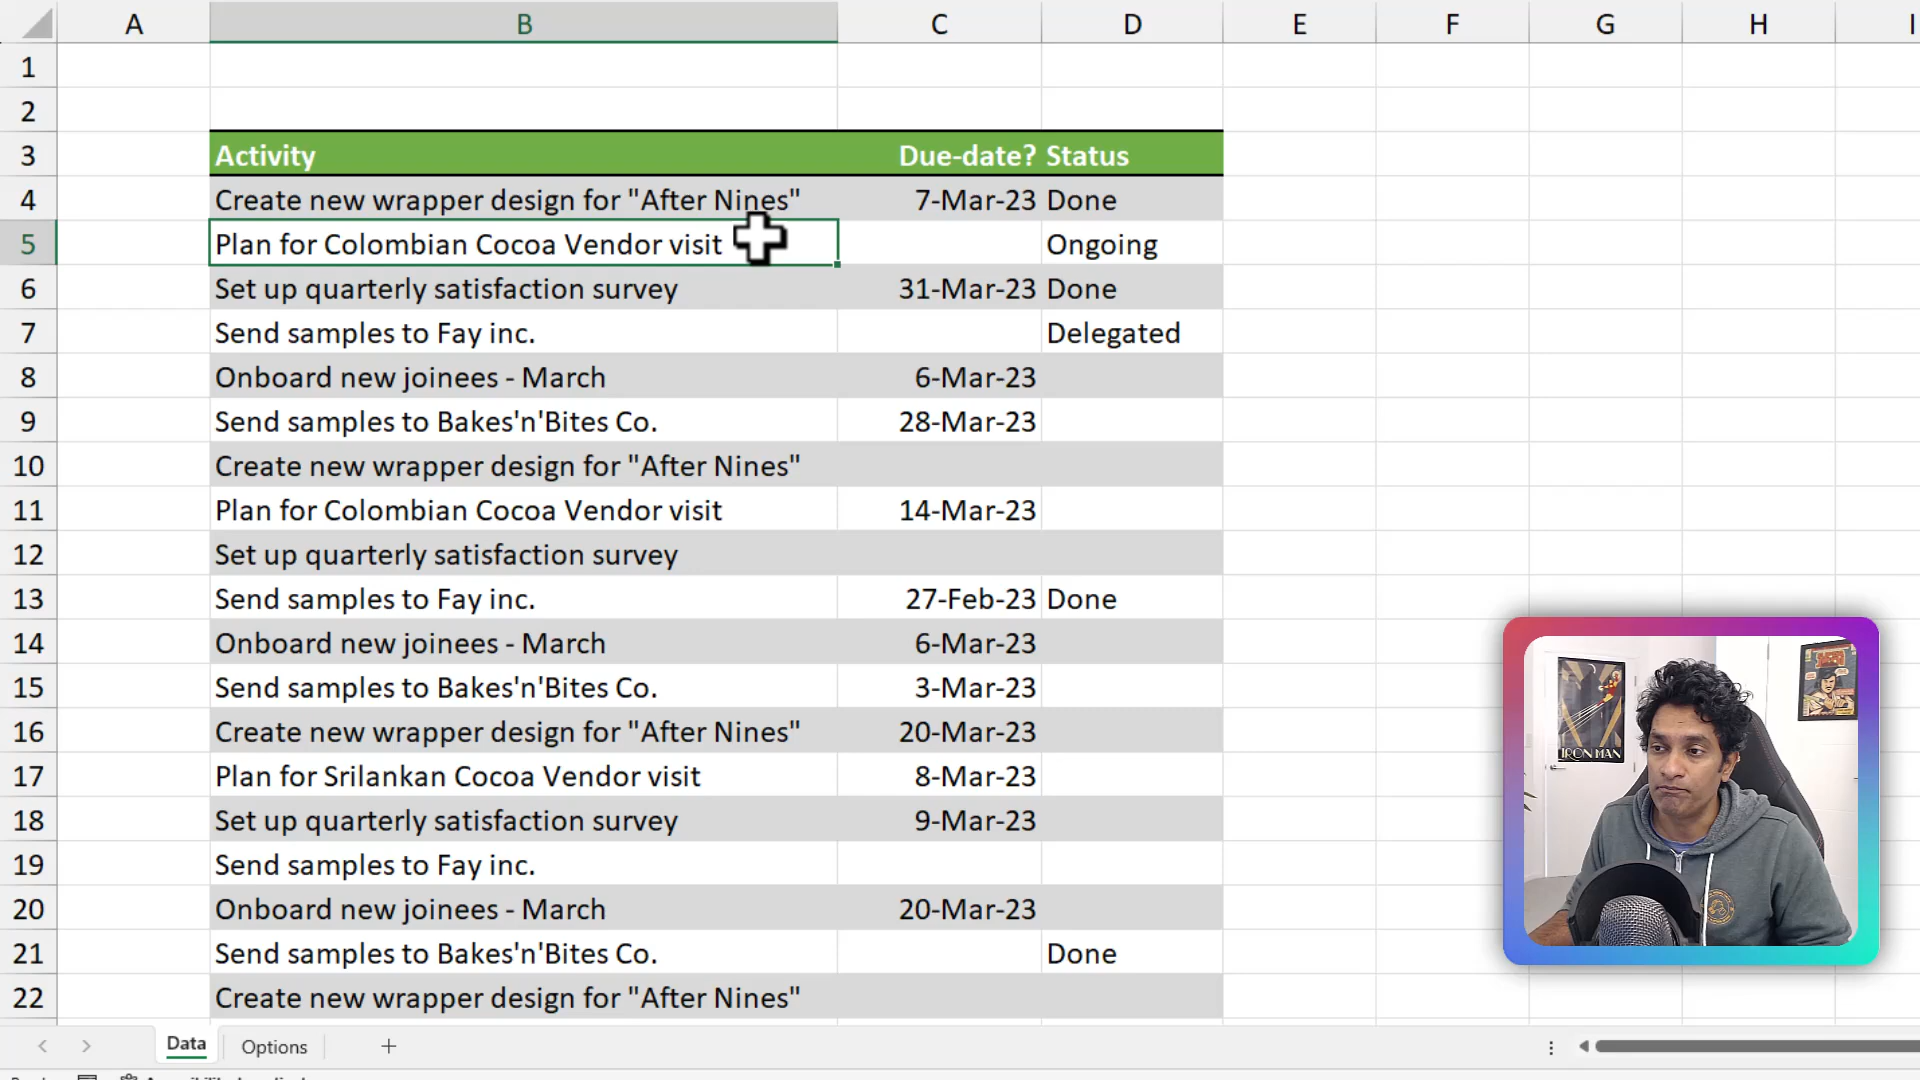 A B C D E F G H I
1
2
3 Activity Due-date? Status
4 Create new wrapper design for "After Nines" 7-Mar-23 Done
5 Plan for Colombian Cocoa Vendor visit Ongoing
6 Set up quarterly satisfaction survey 31-Mar-23 Done
7 Send samples to Fay inc. Delegated
8 Onboard new joinees - March 6-Mar-23
9 Send samples to Bakes'n'Bites Co. 28-Mar-23
10 Create new wrapper design for "After Nines"
11 Plan for Colombian Cocoa Vendor visit 14-Mar-23
12 Set up quarterly satisfaction survey
13 Send samples to Fay inc. 27-Feb-23 Done
14 Onboard new joinees - March 6-Mar-23
15 Send samples to Bakes'n'Bites Co. 3-Mar-23
16 Create new wrapper design for "After Nines" 20-Mar-23
17 Plan for Srilankan Cocoa Vendor visit 8-Mar-23
18 Set up quarterly satisfaction survey 9-Mar-23
19 Send samples to Fay inc.
20 Onboard new joinees - March 20-Mar-23
21 Send samples to Bakes'n'Bites Co. Done
22 Create new wrapper design for "After Nines"
IRON MAN
Data Options